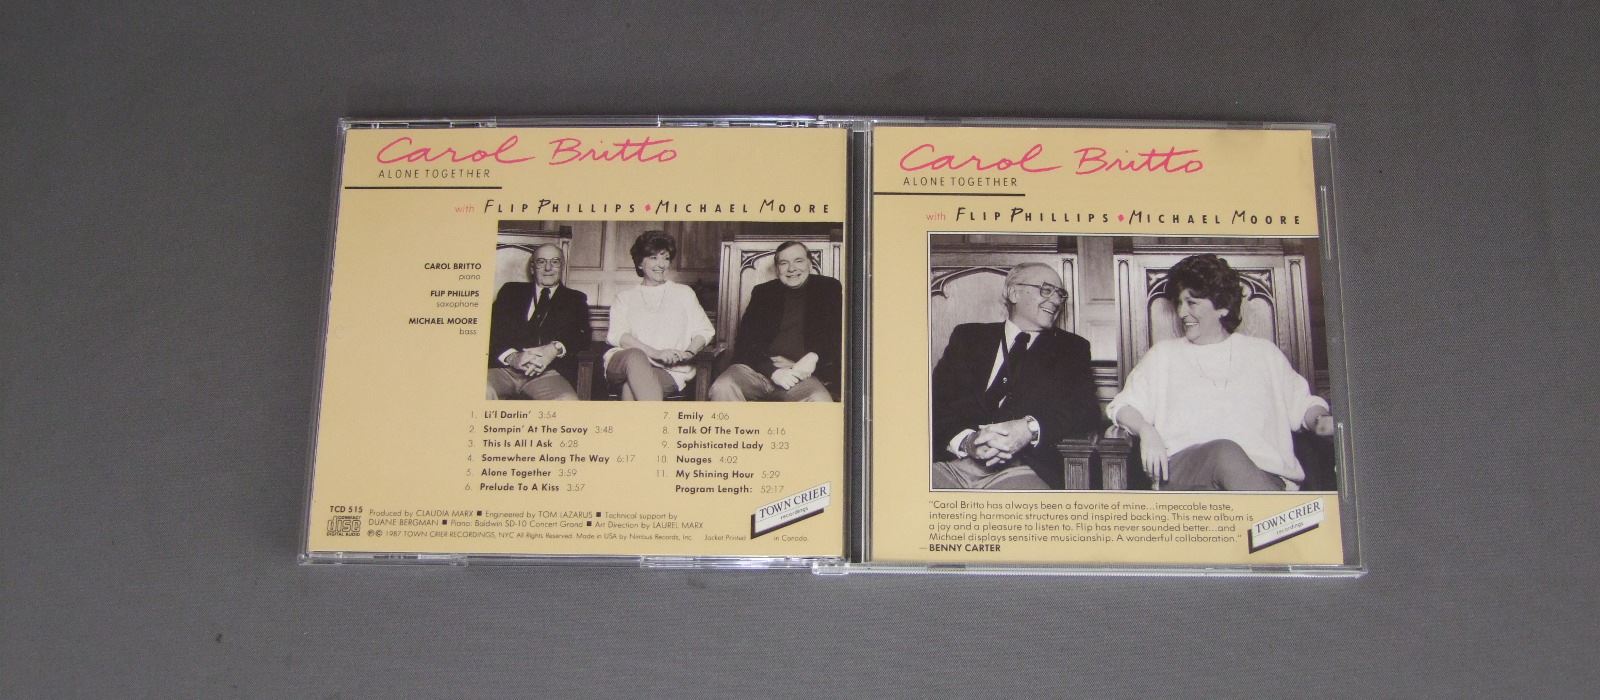 Carol Britto
ALONE TOGETHER
with FLIP PHILLIPS ♦ MICHAEL MOORE
CAROL BRITTO
piano
FLIP PHILLIPS
saxophone
MICHAEL MOORE
bass
1. Li'l Darlin' 3:54
2. Stompin' At The Savoy 3:48
3. This Is All I Ask 6:28
4. Somewhere Along The Way 6:17
5. Alone Together 3:59
6. Prelude To A Kiss 3:57
7. Emily 4:06
8. Talk Of The Town 6:16
9. Sophisticated Lady 3:23
10. Nuages 4:02
11. My Shining Hour 5:29
Program Length: 52:17
TCD 515
COMPACT
disc
DIGITAL AUDIO
Produced by CLAUDIA MARX ■ Engineered by TOM LAZARUS ■ Technical support by
DUANE BERGMAN ■ Piano: Baldwin SD-10 Concert Grand ■ Art Direction by LAUREL MARX
℗© 1987 TOWN CRIER RECORDINGS, NYC All Rights Reserved. Made in USA by Nimbus Records, Inc. Jacket Printed in Canada.
TOWN CRIER
recordings
Carol Britto
ALONE TOGETHER
with FLIP PHILLIPS ♦ MICHAEL MOORE
"Carol Britto has always been a favorite of mine...impeccable taste,
interesting harmonic structures and inspired backing. This new album is
a joy and a pleasure to listen to. Flip has never sounded better...and
Michael displays sensitive musicianship. A wonderful collaboration."
— BENNY CARTER
TOWN CRIER
recordings